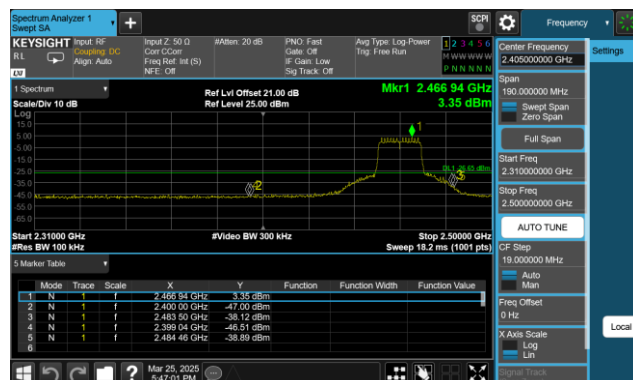 Spectrum Analyzer 1
Swept SA
SCPI
Frequency
KEYSIGHT
Input: RF
Coupling: DC
Align: Auto
Input Z: 50 Ω
Corr CCorr
Freq Ref: Int (S)
NFE: Off
#Atten: 20 dB
PNO: Fast
Gate: Off
IF Gain: Low
Sig Track: Off
Avg Type: Log-Power
Trig: Free Run
1 2 3 4 5 6
M W W W W W
P N N N N N
RL
LXI
1 Spectrum
Scale/Div 10 dB
Ref Lvl Offset 21.00 dB
Ref Level 25.00 dBm
Mkr1 2.466 94 GHz
3.35 dBm
Log
15.0
5.00
-5.00
-15.0
-25.0
-35.0
-45.0
-55.0
-65.0
1
2
Start 2.31000 GHz
#Res BW 100 kHz
#Video BW 300 kHz
Stop 2.50000 GHz
Sweep 18.2 ms (1001 pts)
5 Marker Table
Mode Trace Scale X Y Function Function Width Function Value
1 N 1 f 2.466 94 GHz 3.35 dBm
2 N 1 f 2.400 00 GHz -47.00 dBm
3 N 1 f 2.483 50 GHz -38.12 dBm
4 N 1 f 2.399 04 GHz -46.51 dBm
5 N 1 f 2.484 46 GHz -38.89 dBm
6
Mar 25, 2025
5:47:01 PM
Center Frequency
2.405000000 GHz
Settings
Span
190.000000 MHz
Swept Span
Zero Span
Full Span
Start Freq
2.310000000 GHz
Stop Freq
2.500000000 GHz
AUTO TUNE
CF Step
19.000000 MHz
Auto
Man
Freq Offset
0 Hz
X Axis Scale
Log
Lin
Signal Track
Local